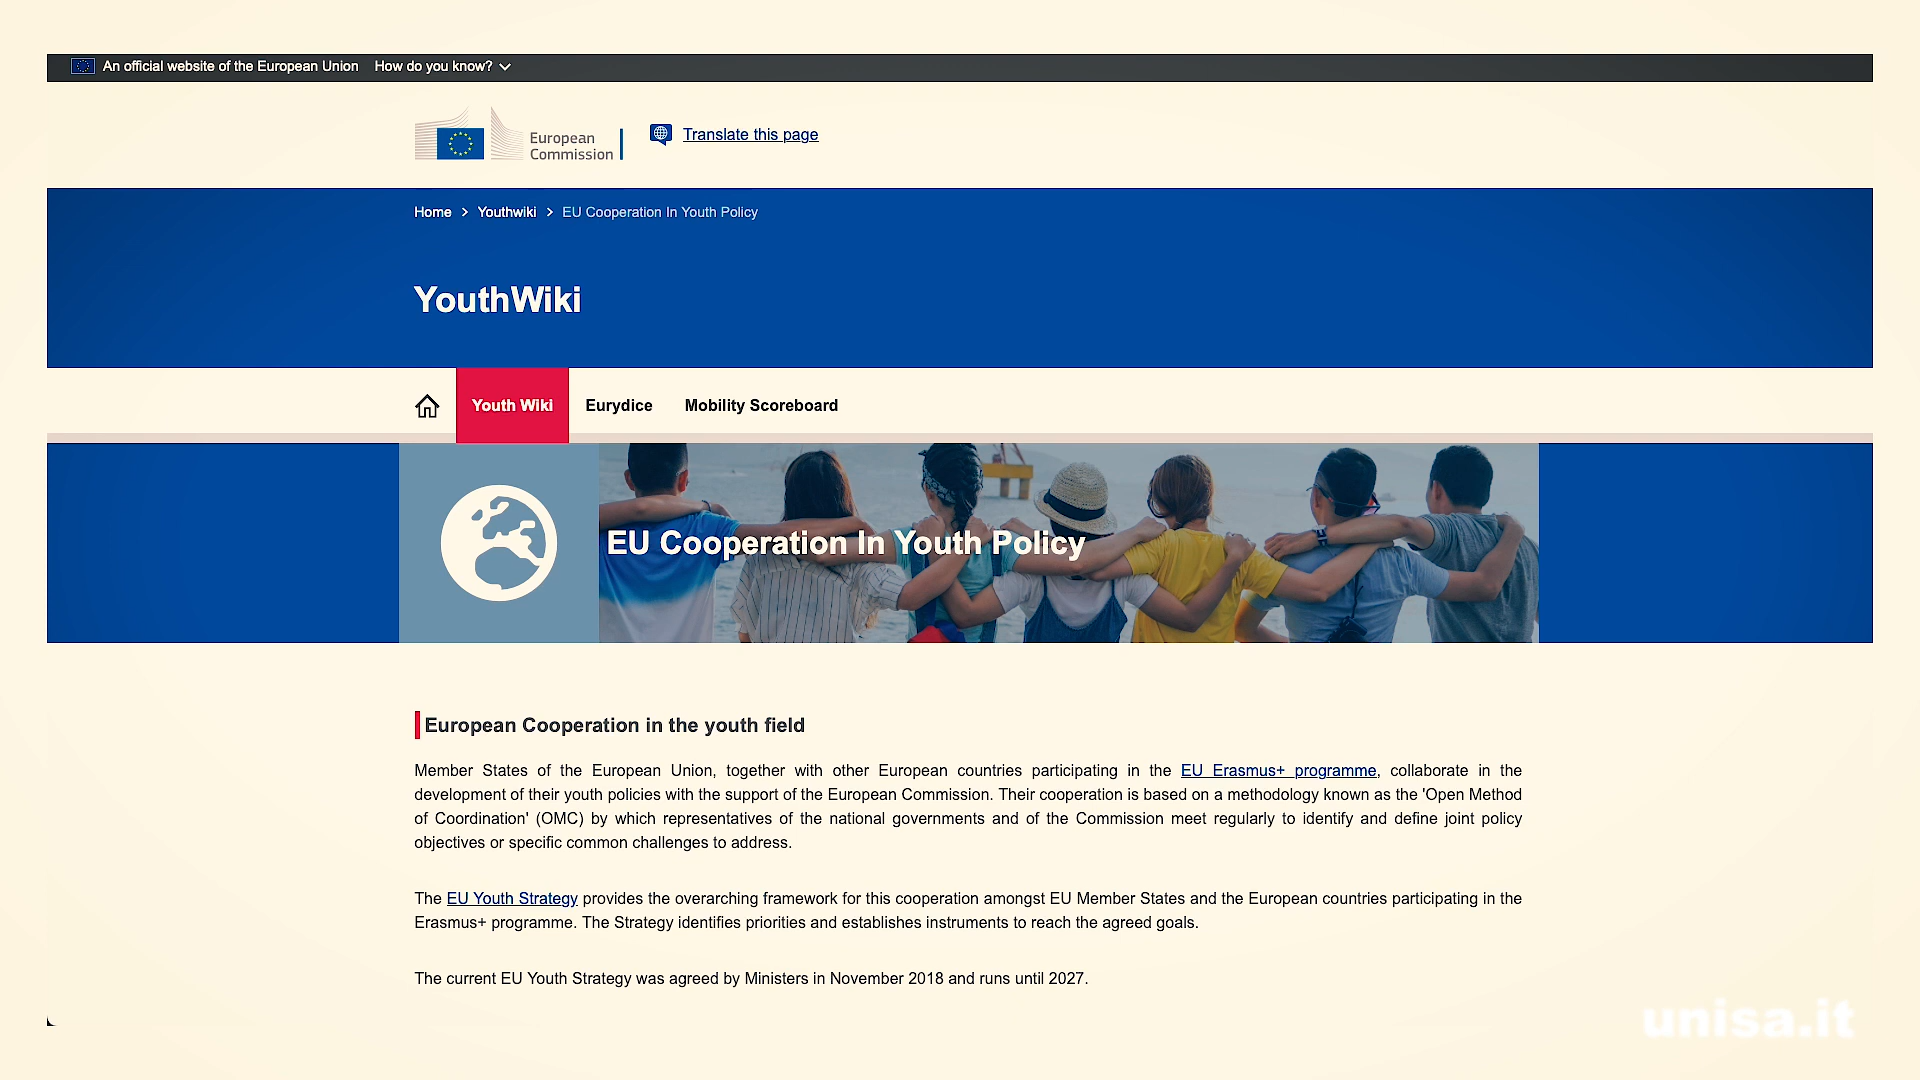 An official website of the European Union How do you know?
European
Commission
Translate this page
Home > Youthwiki > EU Cooperation In Youth Policy
YouthWiki
Youth Wiki Eurydice Mobility Scoreboard
EU Cooperation In Youth Policy
European Cooperation in the youth field
Member States of the European Union, together with other European countries participating in the EU Erasmus+ programme, collaborate in the
development of their youth policies with the support of the European Commission. Their cooperation is based on a methodology known as the 'Open Method
of Coordination' (OMC) by which representatives of the national governments and of the Commission meet regularly to identify and define joint policy
objectives or specific common challenges to address.
The EU Youth Strategy provides the overarching framework for this cooperation amongst EU Member States and the European countries participating in the
Erasmus+ programme. The Strategy identifies priorities and establishes instruments to reach the agreed goals.
The current EU Youth Strategy was agreed by Ministers in November 2018 and runs until 2027.
unisa.it